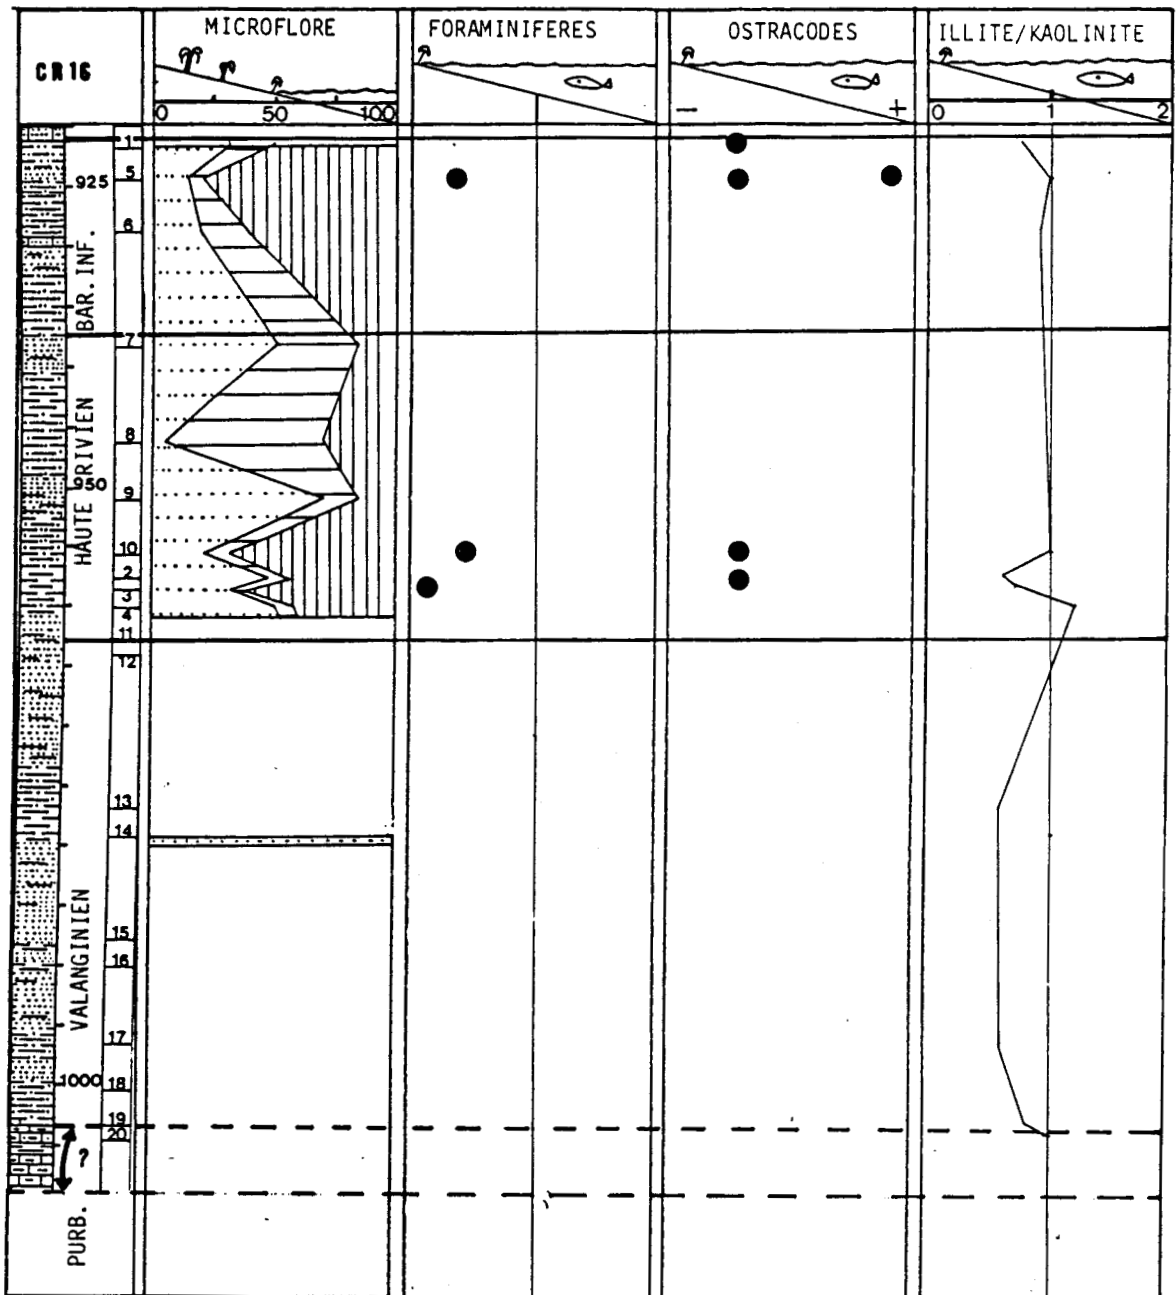 CR16
MICROFLORE
FORAMINIFERES
OSTRACODES
ILLITE/KAOLINITE
0 50 100
— +
0 1 2
1
925
5
6
BAR. INF.
7
8
950
9
HAUTERIVIEN
10
2
3
4
11
12
13
14
VALANGINIEN
15
16
17
1000
18
19
20
?
PURB.